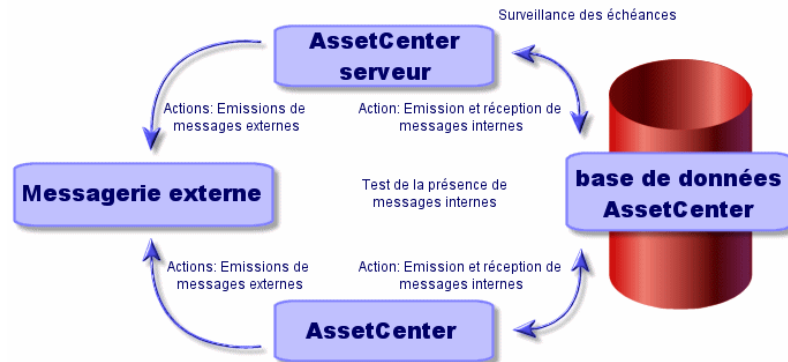 Surveillance des échéances
AssetCenter
serveur
Actions: Emissions de
messages externes
Action: Emission et réception de
messages internes
Messagerie externe
Test de la présence de
messages internes
base de données
AssetCenter
Actions: Emissions de
messages externes
Action: Emission et réception de
messages internes
AssetCenter